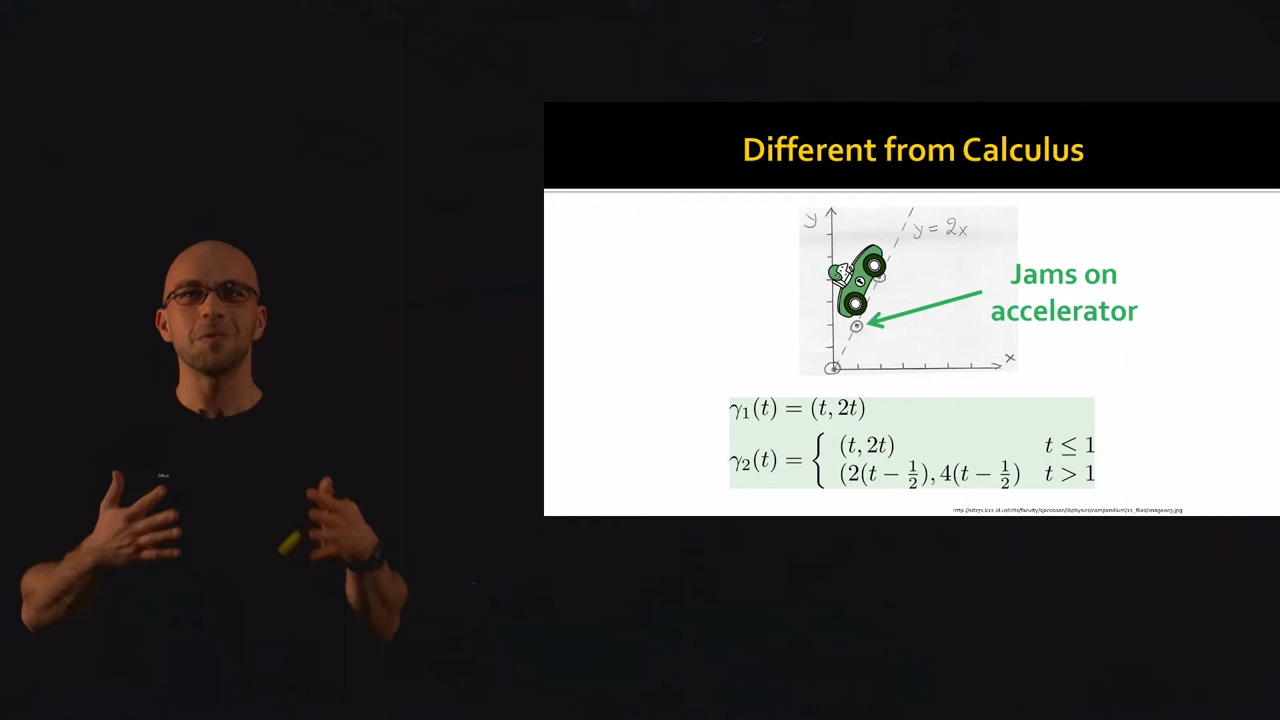 Different from Calculus
y
y = 2x
Jams on
accelerator
x
γ₁(t) = (t, 2t)
γ₂(t) = { (t, 2t) t ≤ 1
(2(t − 1/2), 4(t − 1/2) t > 1